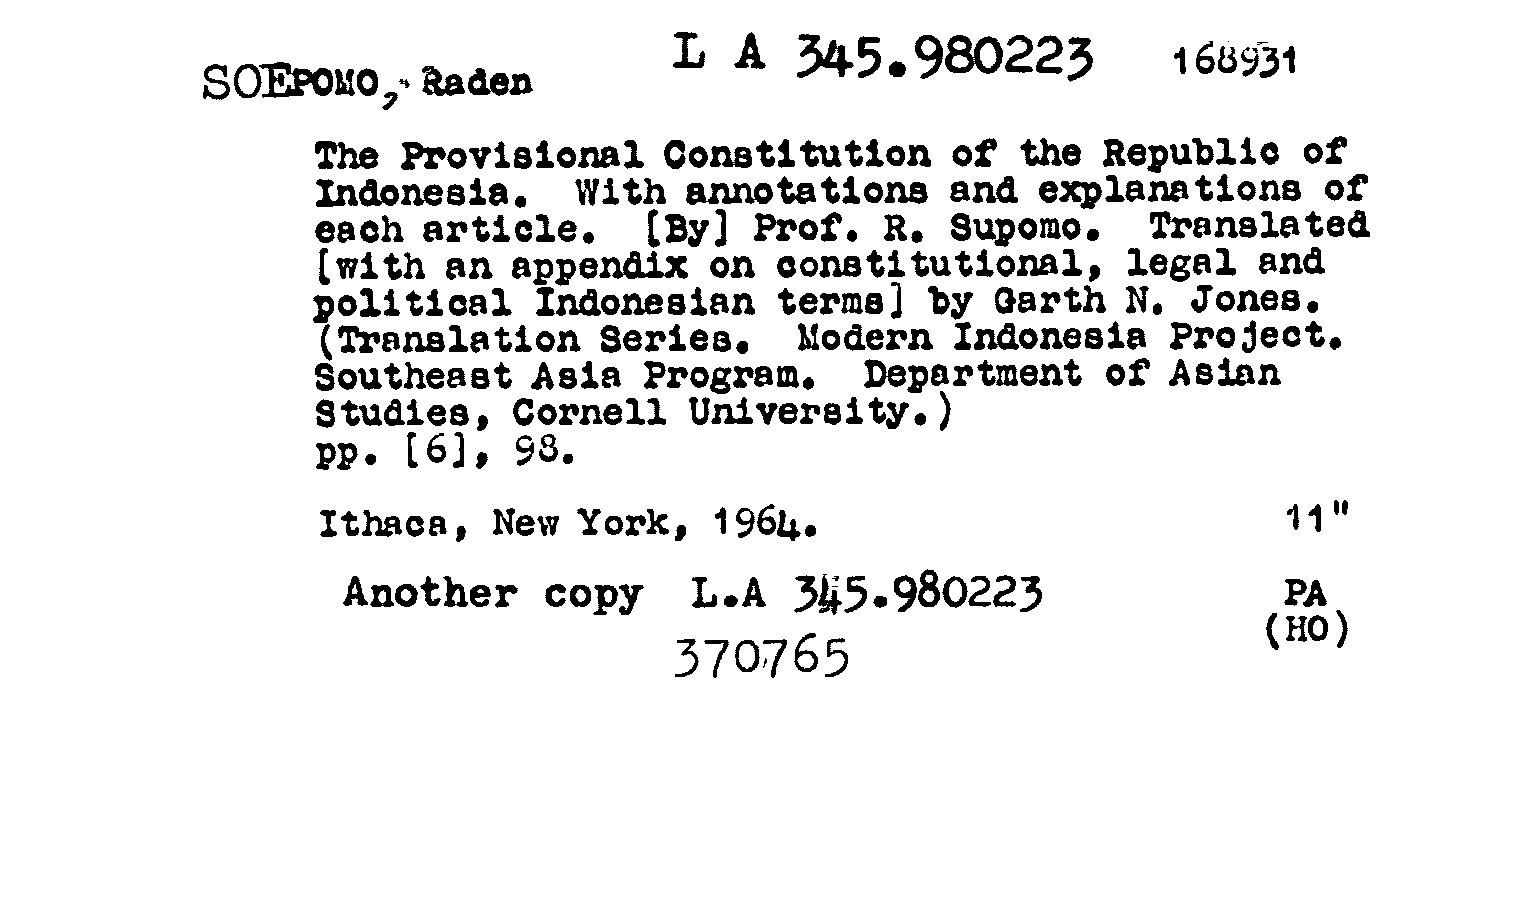 L A 345.980223 168931
SOEPOMO, Raden
The Provisional Constitution of the Republic of
Indonesia. With annotations and explanations of
each article. [By] Prof. R. Supomo. Translated
[with an appendix on constitutional, legal and
political Indonesian terms] by Garth N. Jones.
(Translation Series. Modern Indonesia Project.
Southeast Asia Program. Department of Asian
Studies, Cornell University.)
pp. [6], 98.
Ithaca, New York, 1964. 11"
Another copy L.A 345.980223 PA
(HO)
370765